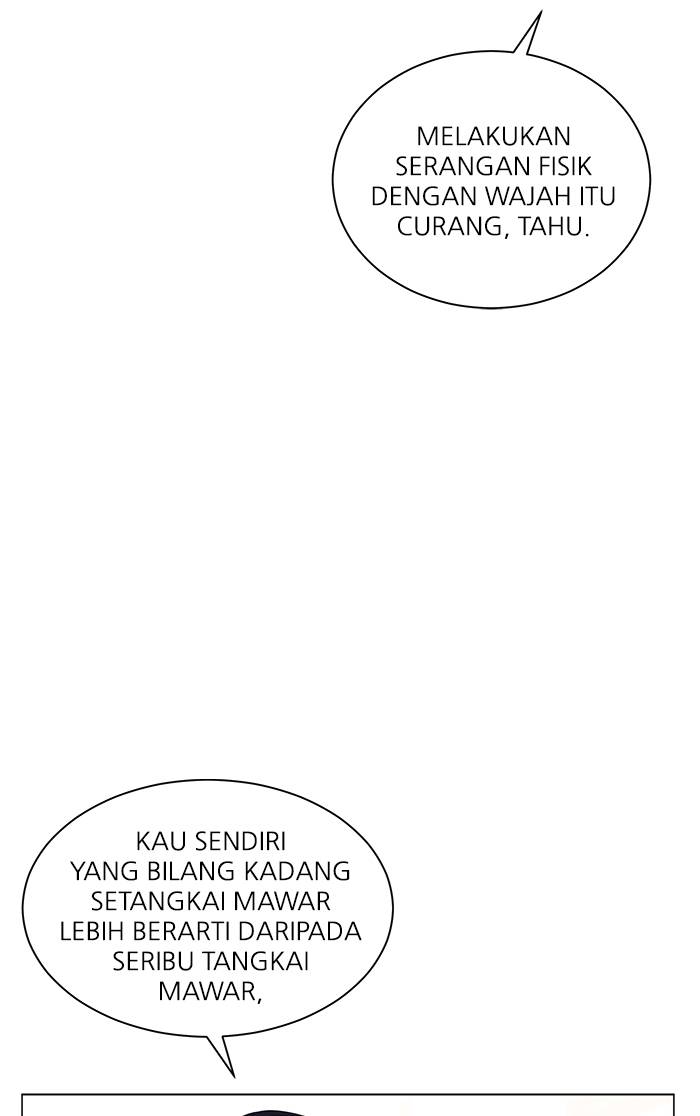 MELAKUKAN
SERANGAN FISIK
DENGAN WAJAH ITU
CURANG, TAHU.
KAU SENDIRI
YANG BILANG KADANG
SETANGKAI MAWAR
LEBIH BERARTI DARIPADA
SERIBU TANGKAI
MAWAR,